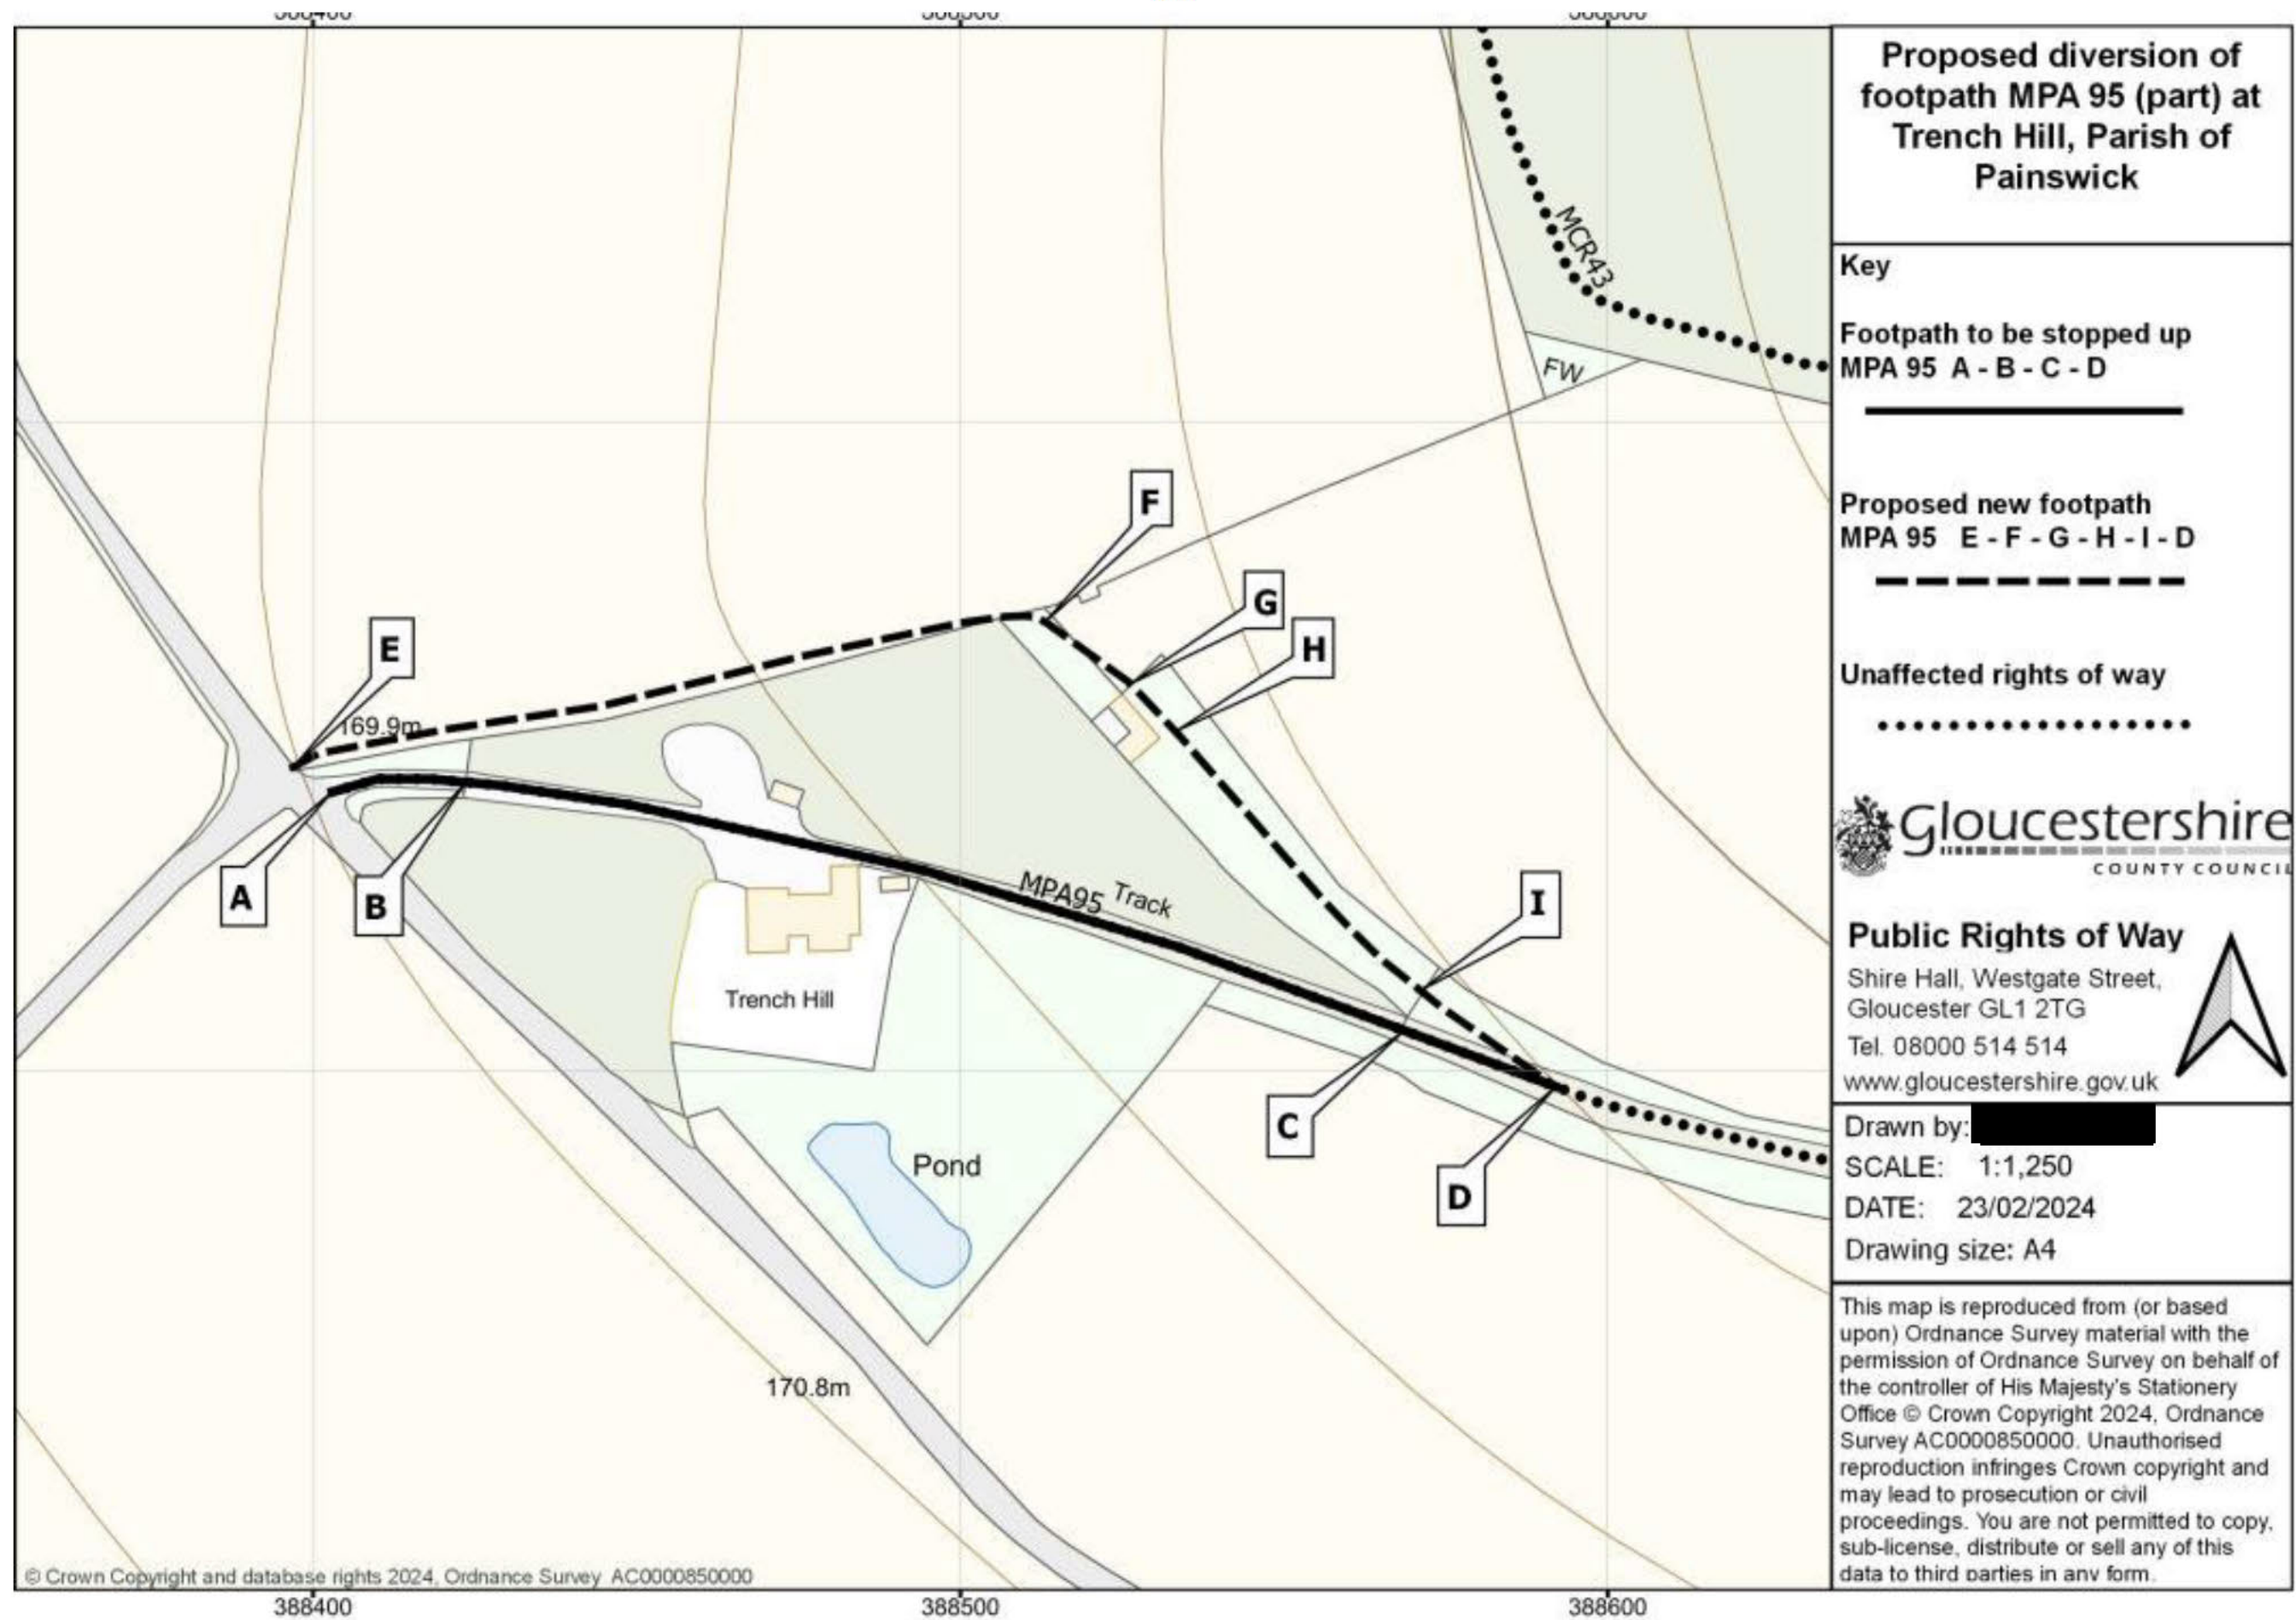 388400
388500
388600
Proposed diversion of
footpath MPA 95 (part) at
Trench Hill, Parish of
Painswick
Key
Footpath to be stopped up
MPA 95 A - B - C - D
Proposed new footpath
MPA 95 E - F - G - H - I - D
Unaffected rights of way
Gloucestershire
COUNTY COUNCIL
Public Rights of Way
Shire Hall, Westgate Street,
Gloucester GL1 2TG
Tel. 08000 514 514
www.gloucestershire.gov.uk
Drawn by:
SCALE: 1:1,250
DATE: 23/02/2024
Drawing size: A4
This map is reproduced from (or based
upon) Ordnance Survey material with the
permission of Ordnance Survey on behalf of
the controller of His Majesty's Stationery
Office © Crown Copyright 2024, Ordnance
Survey AC0000850000. Unauthorised
reproduction infringes Crown copyright and
may lead to prosecution or civil
proceedings. You are not permitted to copy,
sub-license, distribute or sell any of this
data to third parties in any form.
MCR43
FW
F
G
H
E
169.9m
A
B
MPA95 Track
I
Trench Hill
C
D
Pond
170.8m
© Crown Copyright and database rights 2024, Ordnance Survey AC0000850000
388400
388500
388600